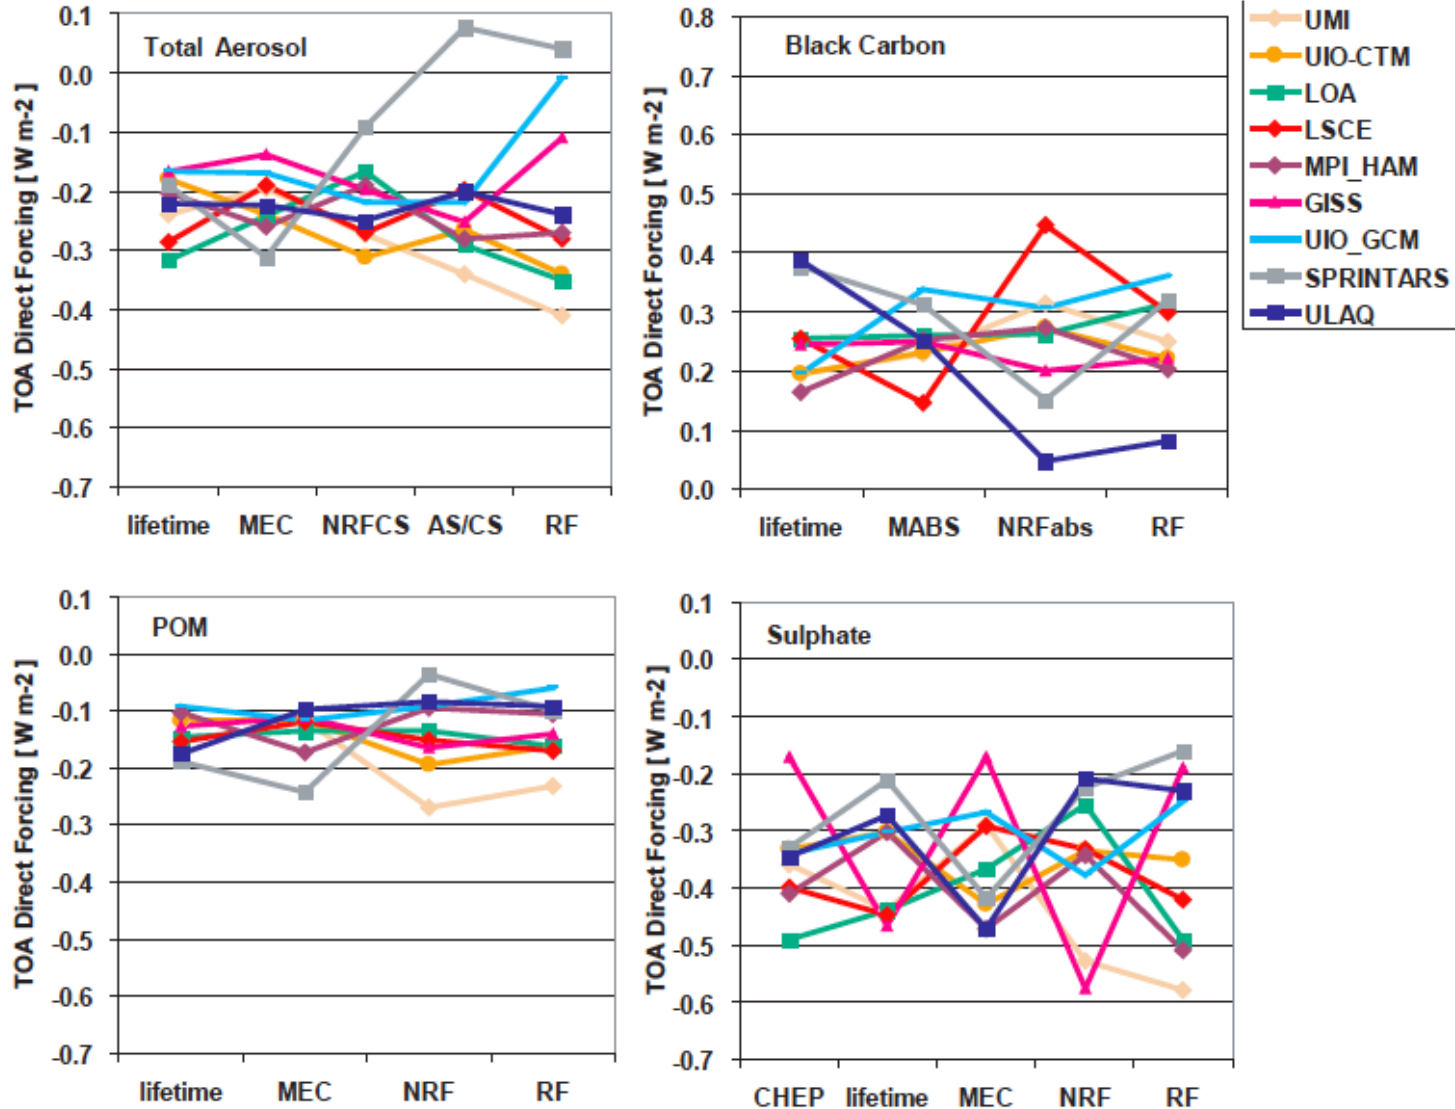 Total Aerosol
TOA Direct Forcing [ W m-2 ]
0.1
0.0
-0.1
-0.2
-0.3
-0.4
-0.5
-0.6
-0.7
lifetime MEC NRFCS AS/CS RF
Black Carbon
TOA Direct Forcing [ W m-2 ]
0.8
0.7
0.6
0.5
0.4
0.3
0.2
0.1
0.0
lifetime MABS NRFabs RF
UMI
UIO-CTM
LOA
LSCE
MPI_HAM
GISS
UIO_GCM
SPRINTARS
ULAQ
POM
TOA Direct Forcing [ W m-2 ]
0.1
0.0
-0.1
-0.2
-0.3
-0.4
-0.5
-0.6
-0.7
lifetime MEC NRF RF
Sulphate
TOA Direct Forcing [ W m-2 ]
0.1
0.0
-0.1
-0.2
-0.3
-0.4
-0.5
-0.6
-0.7
CHEP lifetime MEC NRF RF